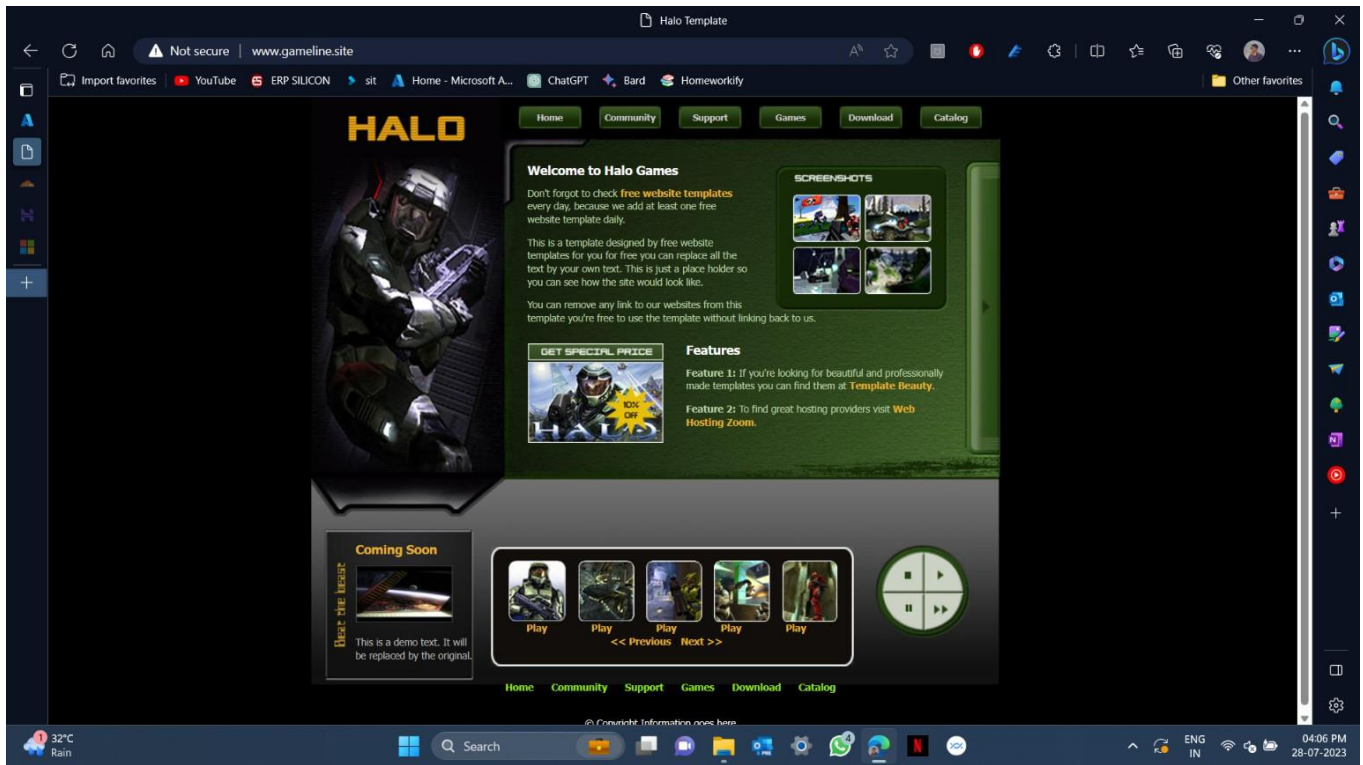 Halo Template
Not secure | www.gameline.site
Import favorites YouTube ERP SILICON sit Home - Microsoft A... ChatGPT Bard Homeworkify Other favorites
HALO
Home Community Support Games Download Catalog
Welcome to Halo Games
Don't forgot to check free website templates
every day, because we add at least one free
website template daily.
This is a template designed by free website
templates for you for free you can replace all the
text by your own text. This is just a place holder so
you can see how the site would look like.
You can remove any link to our websites from this
template you're free to use the template without linking back to us.
SCREENSHOTS
GET SPECIAL PRICE
10%
OFF
HALO
Features
Feature 1: If you're looking for beautiful and professionally
made templates you can find them at Template Beauty.
Feature 2: To find great hosting providers visit Web
Hosting Zoom.
Coming Soon
Beat the beast
This is a demo text. It will
be replaced by the original.
Play Play Play Play Play
<< Previous Next >>
Home Community Support Games Download Catalog
© Copyright Information goes here
1
32°C
Rain
Search
4
N
ENG
IN
04:06 PM
28-07-2023